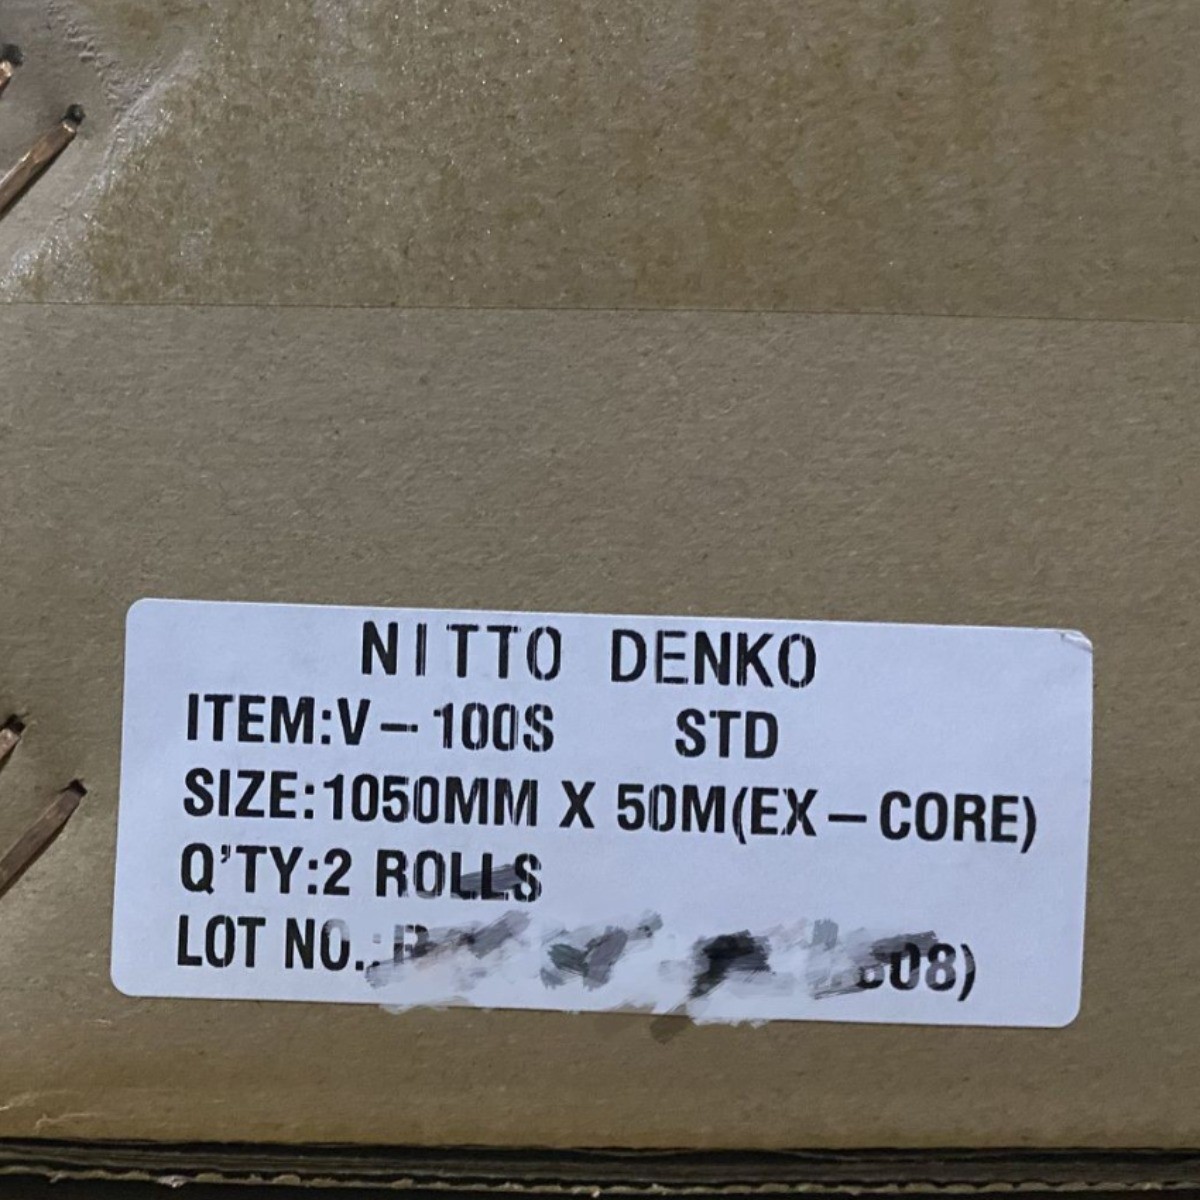 NITTO DENKO
ITEM:V-100S STD
SIZE:1050MM X 50M(EX-CORE)
Q'TY:2 ROLLS
LOT NO.: